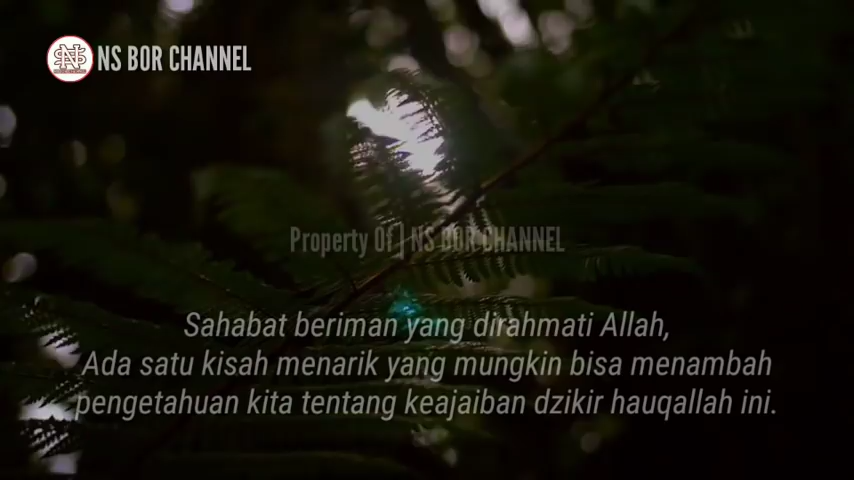 NS BOR CHANNEL
Property Of | NS BOR CHANNEL
Sahabat beriman yang dirahmati Allah,
Ada satu kisah menarik yang mungkin bisa menambah
pengetahuan kita tentang keajaiban dzikir hauqallah ini.